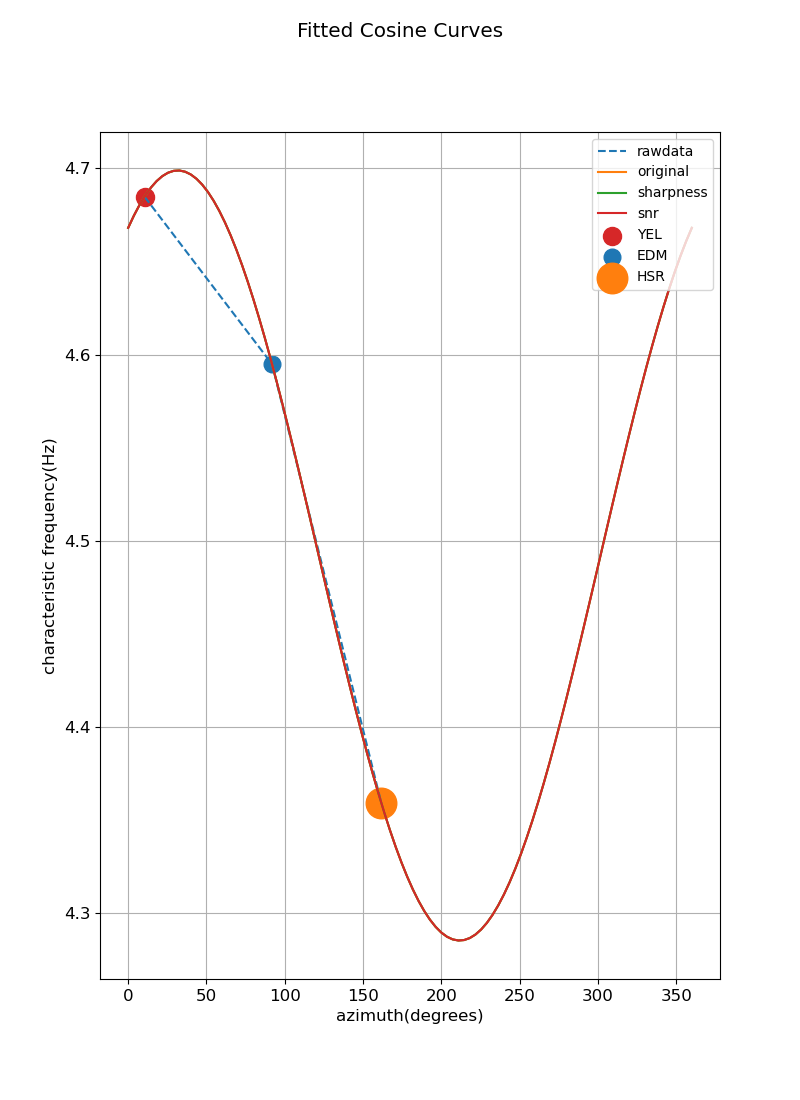 Fitted Cosine Curves
rawdata
original
sharpness
snr
YEL
EDM
HSR
4.7
4.6
4.5
4.4
4.3
characteristic frequency(Hz)
0 50 100 150 200 250 300 350
azimuth(degrees)